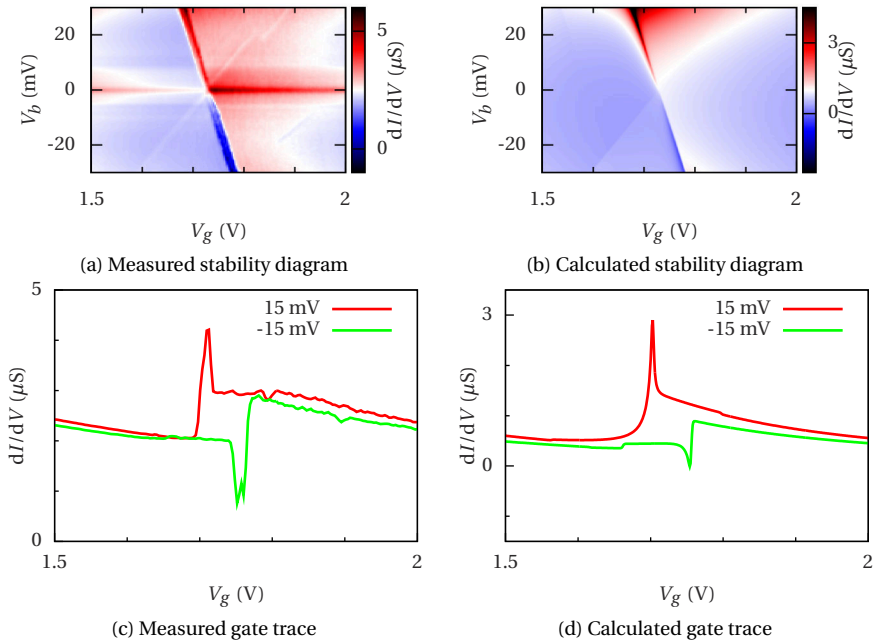 20
0
-20
V_b (mV)
1.5
2
V_g (V)
5
0
dI/dV (μS)
(a) Measured stability diagram
20
0
-20
V_b (mV)
1.5
2
V_g (V)
3
0
dI/dV (μS)
(b) Calculated stability diagram
5
0
dI/dV (μS)
15 mV
-15 mV
1.5
2
V_g (V)
(c) Measured gate trace
3
0
dI/dV (μS)
15 mV
-15 mV
1.5
2
V_g (V)
(d) Calculated gate trace